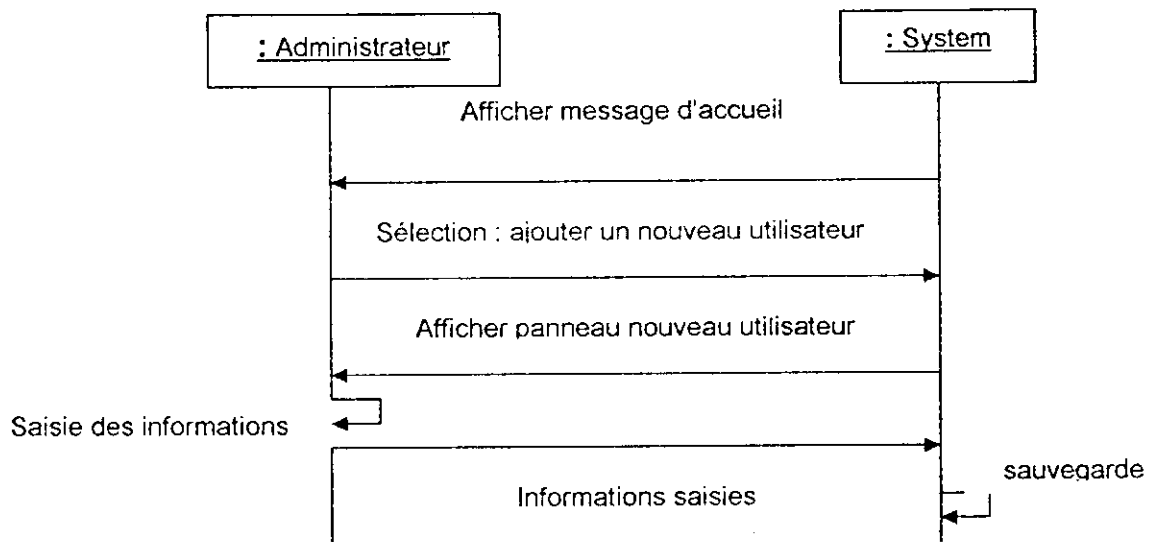 : Administrateur
: System
Afficher message d'accueil
Sélection : ajouter un nouveau utilisateur
Afficher panneau nouveau utilisateur
Saisie des informations
sauvegarde
Informations saisies